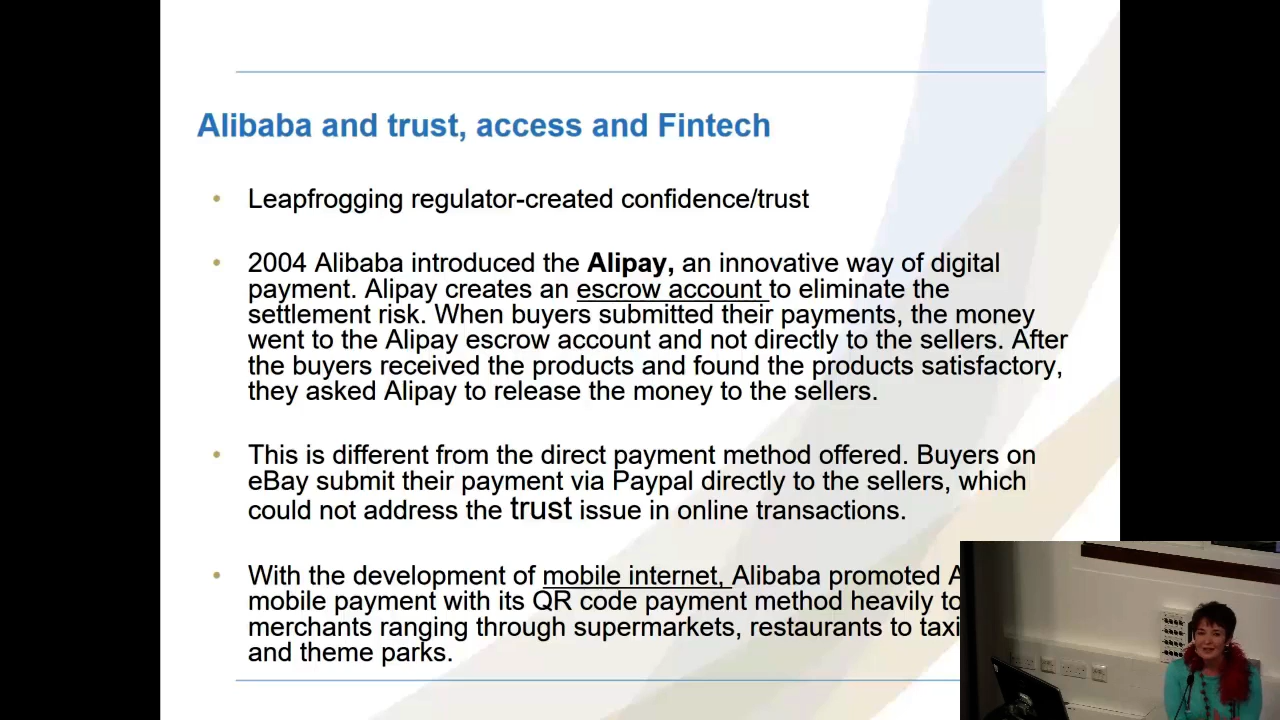 Alibaba and trust, access and Fintech
• Leapfrogging regulator-created confidence/trust
• 2004 Alibaba introduced the Alipay, an innovative way of digital
payment. Alipay creates an escrow account to eliminate the
settlement risk. When buyers submitted their payments, the money
went to the Alipay escrow account and not directly to the sellers. After
the buyers received the products and found the products satisfactory,
they asked Alipay to release the money to the sellers.
• This is different from the direct payment method offered. Buyers on
eBay submit their payment via Paypal directly to the sellers, which
could not address the trust issue in online transactions.
• With the development of mobile internet, Alibaba promoted
mobile payment with its QR code payment method heavily to
merchants ranging through supermarkets, restaurants to
and theme parks.